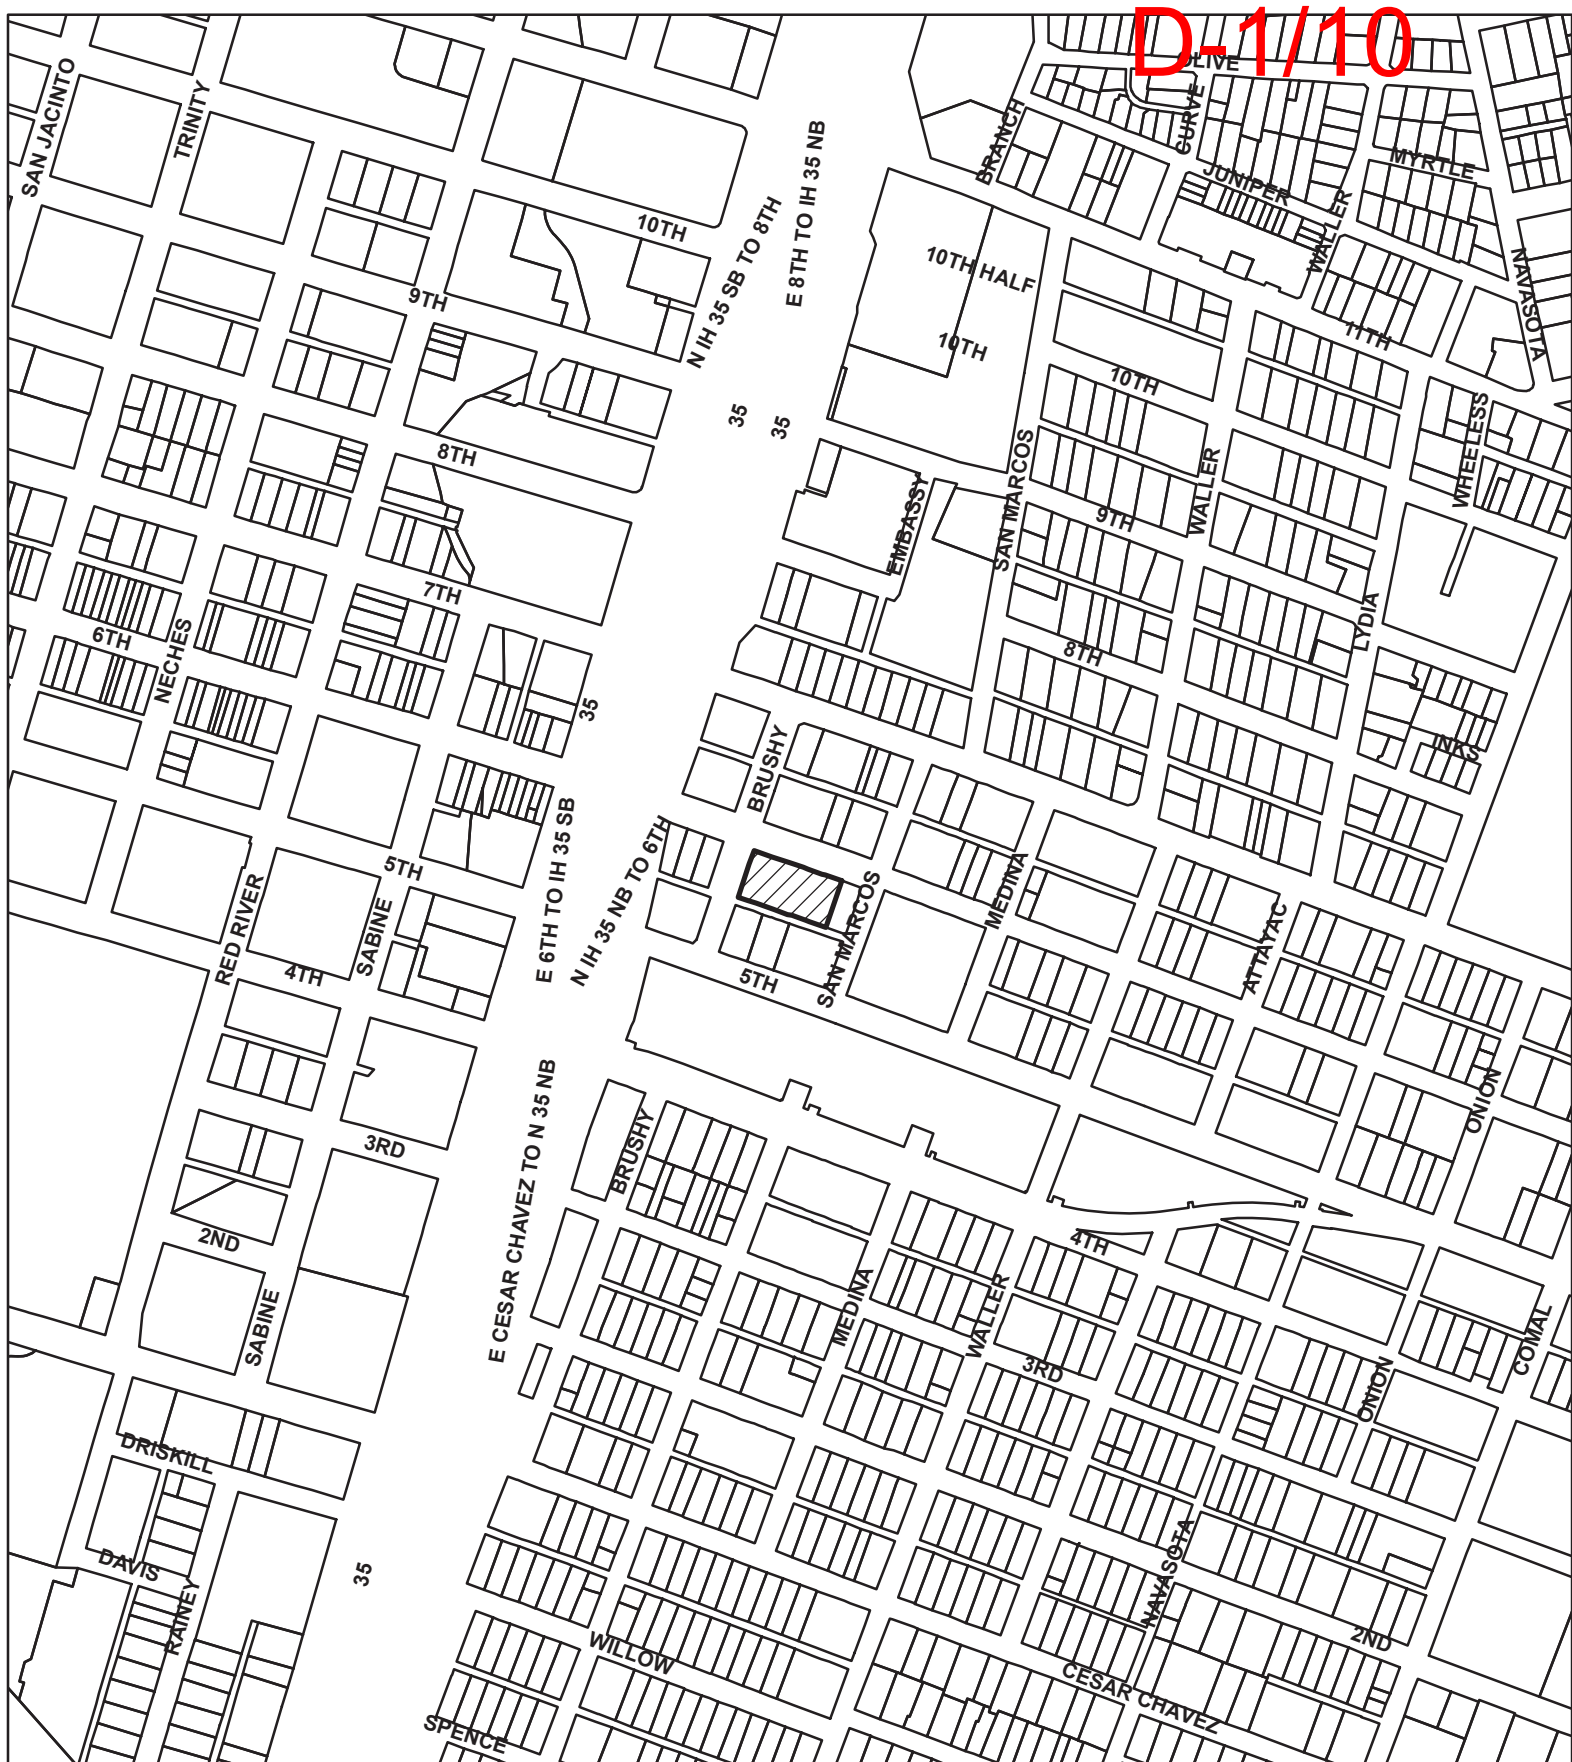 D-1/10
OLIVE
SAN JACINTO
TRINITY
E 8TH TO IH 35 NB
BRANCH
CURVE
MYRTLE
JUNIPER
WALLER
NAVASOTA
10TH
N IH 35 SB TO 8TH
10TH HALF
9TH
10TH
11TH
10TH
35
35
WHEELESS
8TH
SAN MARCOS
WALLER
EMBASSY
9TH
7TH
LYDIA
6TH
NECHES
8TH
35
INKS
BRUSHY
E 6TH TO IH 35 SB
N IH 35 NB TO 6TH
5TH
MEDINA
RED RIVER
SABINE
SAN MARCOS
ATTAYAC
4TH
5TH
ONION
E CESAR CHAVEZ TO N 35 NB
BRUSHY
3RD
2ND
4TH
SABINE
MEDINA
WALLER
COMAL
3RD
ONION
DRISKILL
NAVASOTA
DAVIS
35
RAINEY
WILLOW
2ND
CESAR CHAVEZ
SPENCE